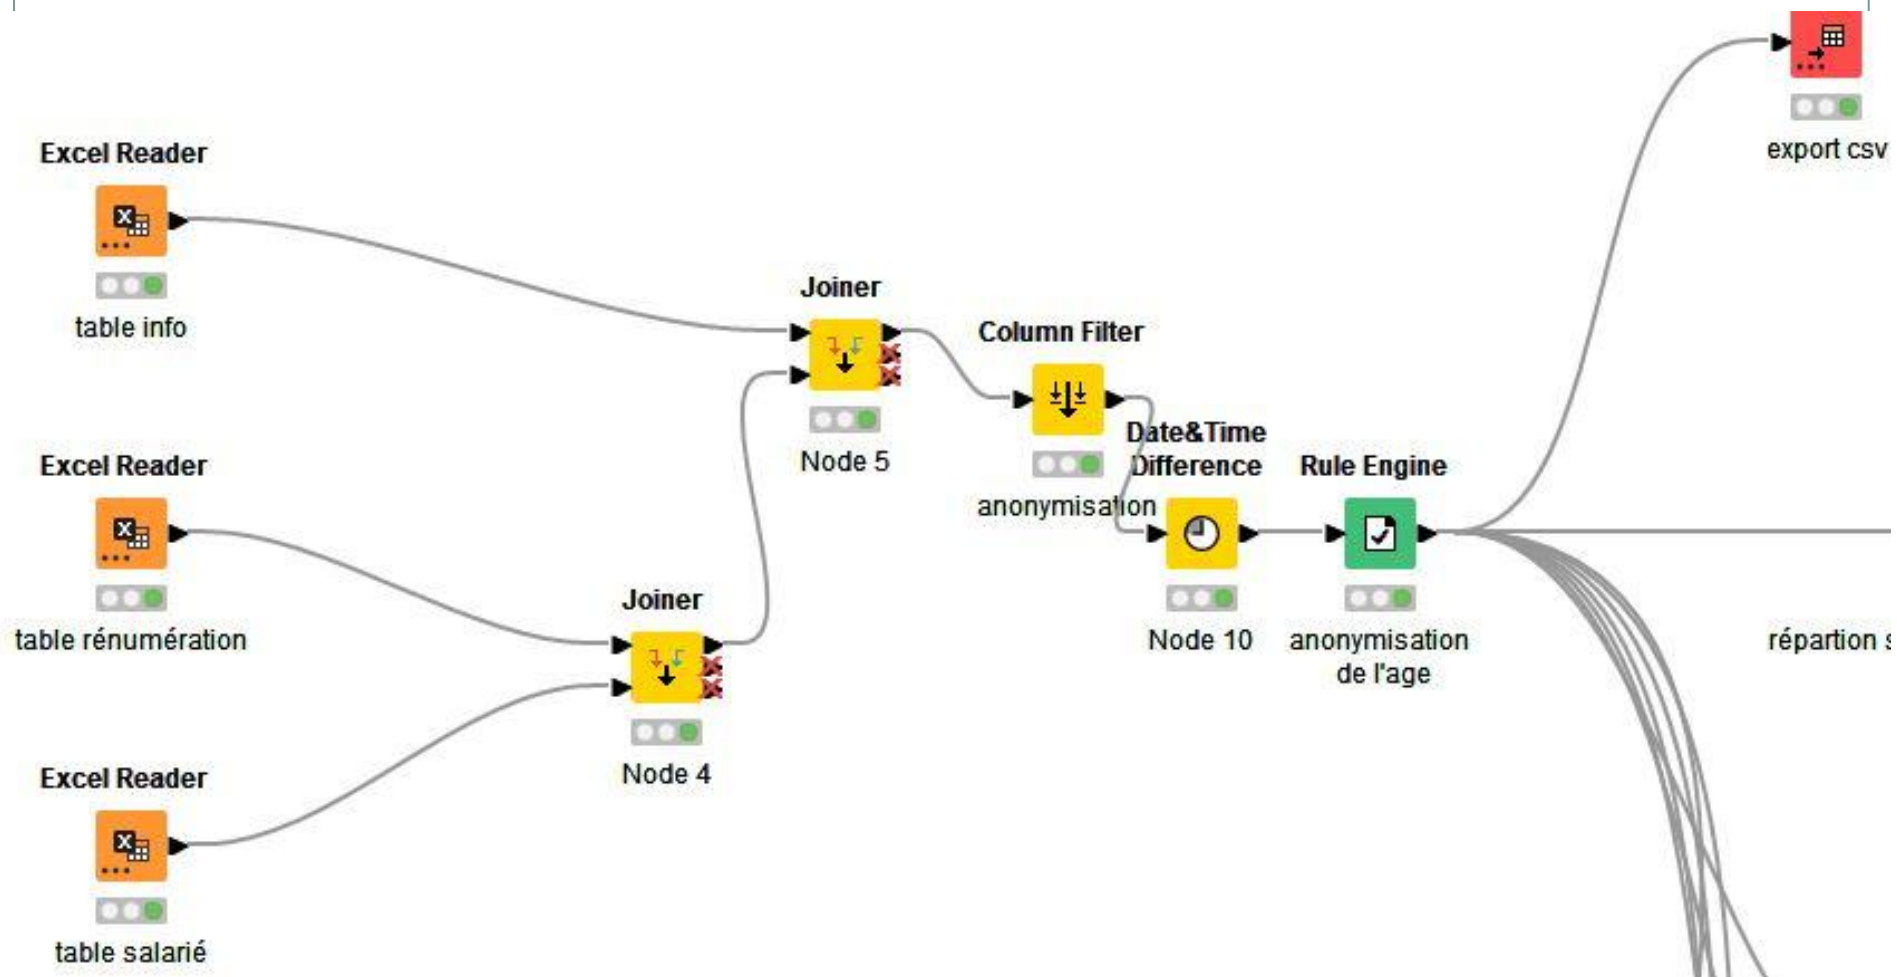 export csv
Excel Reader
table info
Joiner
Node 5
Column Filter
anonymisation
Date&Time
Difference
Node 10
Rule Engine
anonymisation
de l'age
Excel Reader
table rénumération
Joiner
Node 4
Excel Reader
table salarié
répartion s